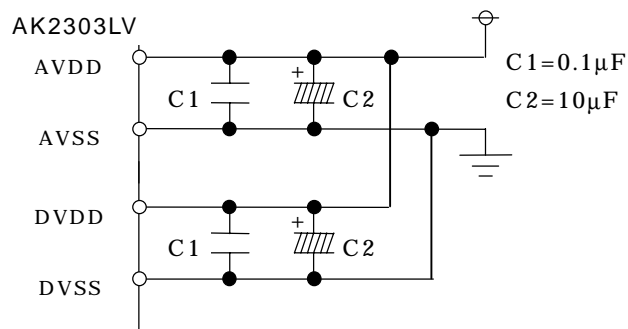 AK2303LV
AVDD
C1
+
C2
C1=0.1μF
C2=10μF
AVSS
DVDD
C1
+
C2
DVSS